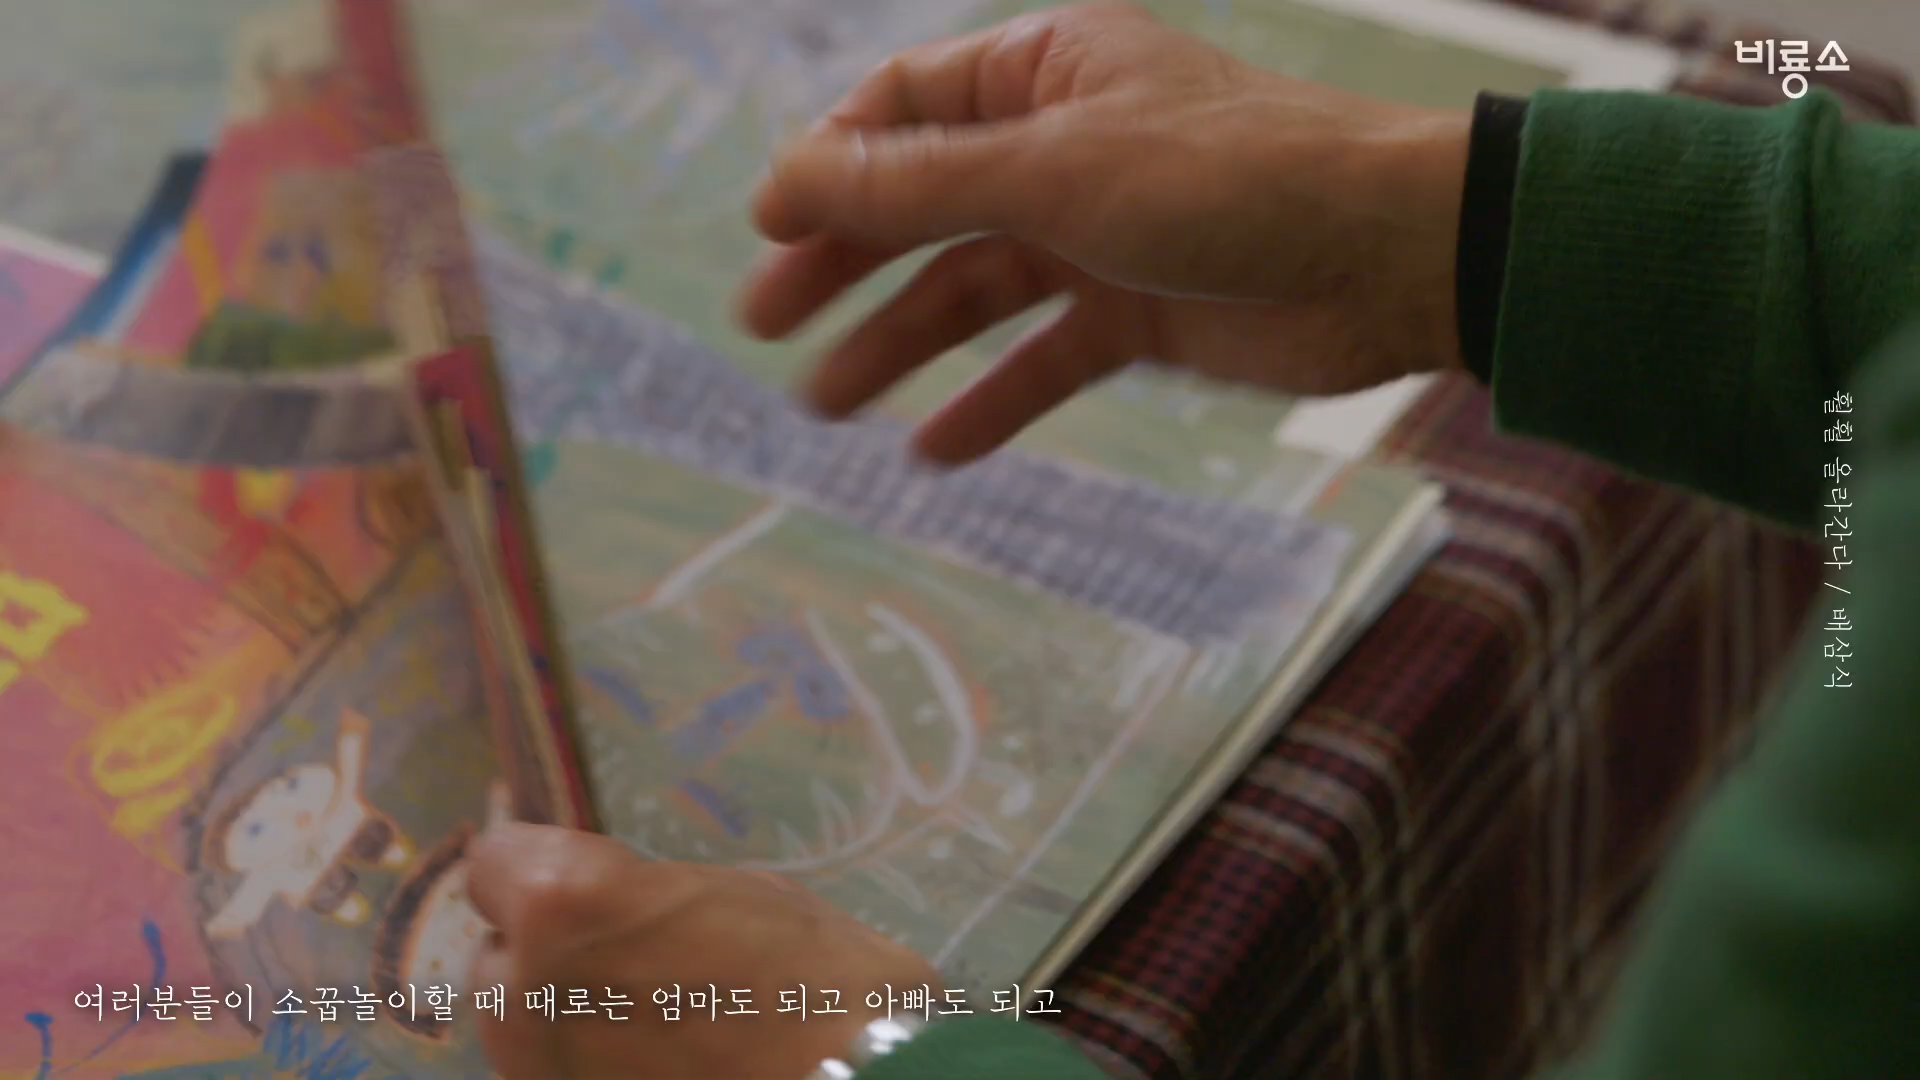 비룡소
훨훨 올라간다 / 배삼식
여러분들이 소꿉놀이할 때 때로는 엄마도 되고 아빠도 되고